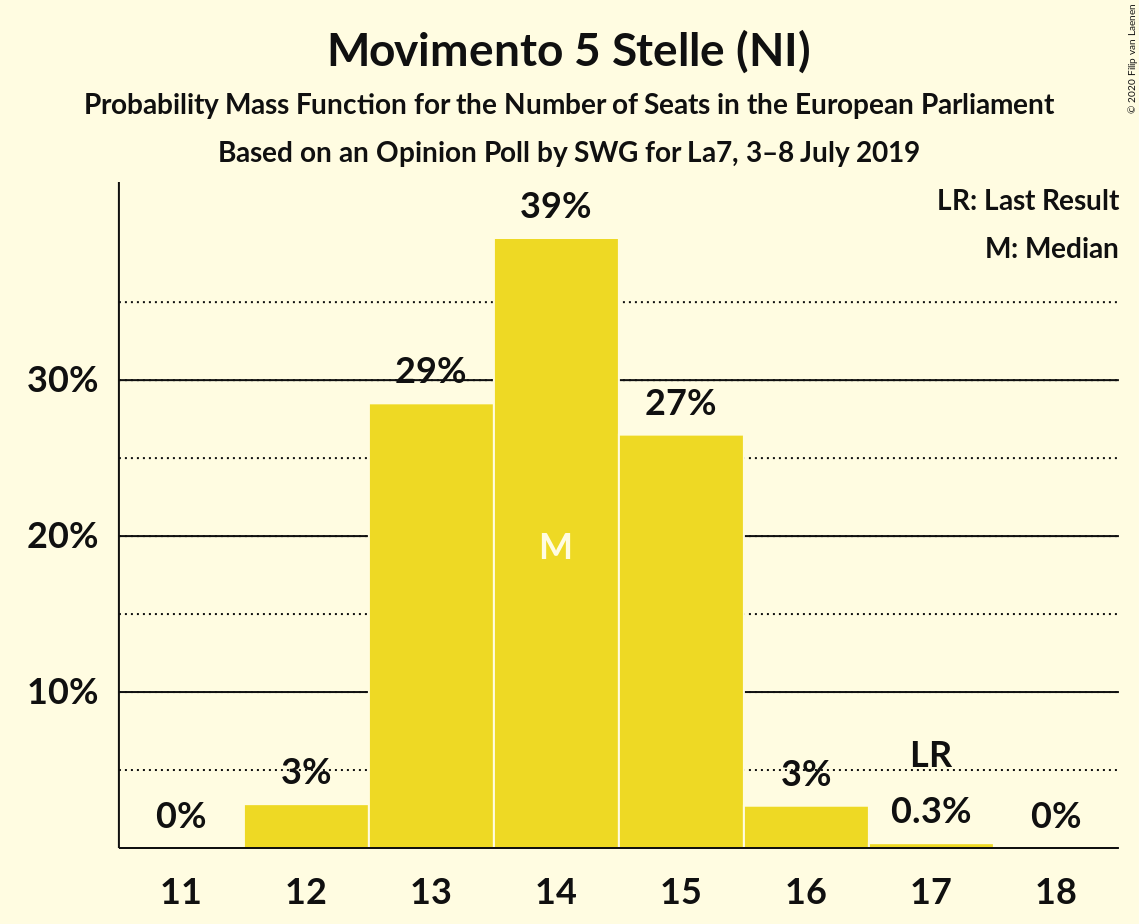 Movimento 5 Stelle (NI)
Probability Mass Function for the Number of Seats in the European Parliament
Based on an Opinion Poll by SWG for La7, 3–8 July 2019
© 2020 Filip van Laenen
LR: Last Result
M: Median
39%
30%
29%
27%
20%
M
10%
LR
3%
3%
0%
0.3%
0%
11 12 13 14 15 16 17 18